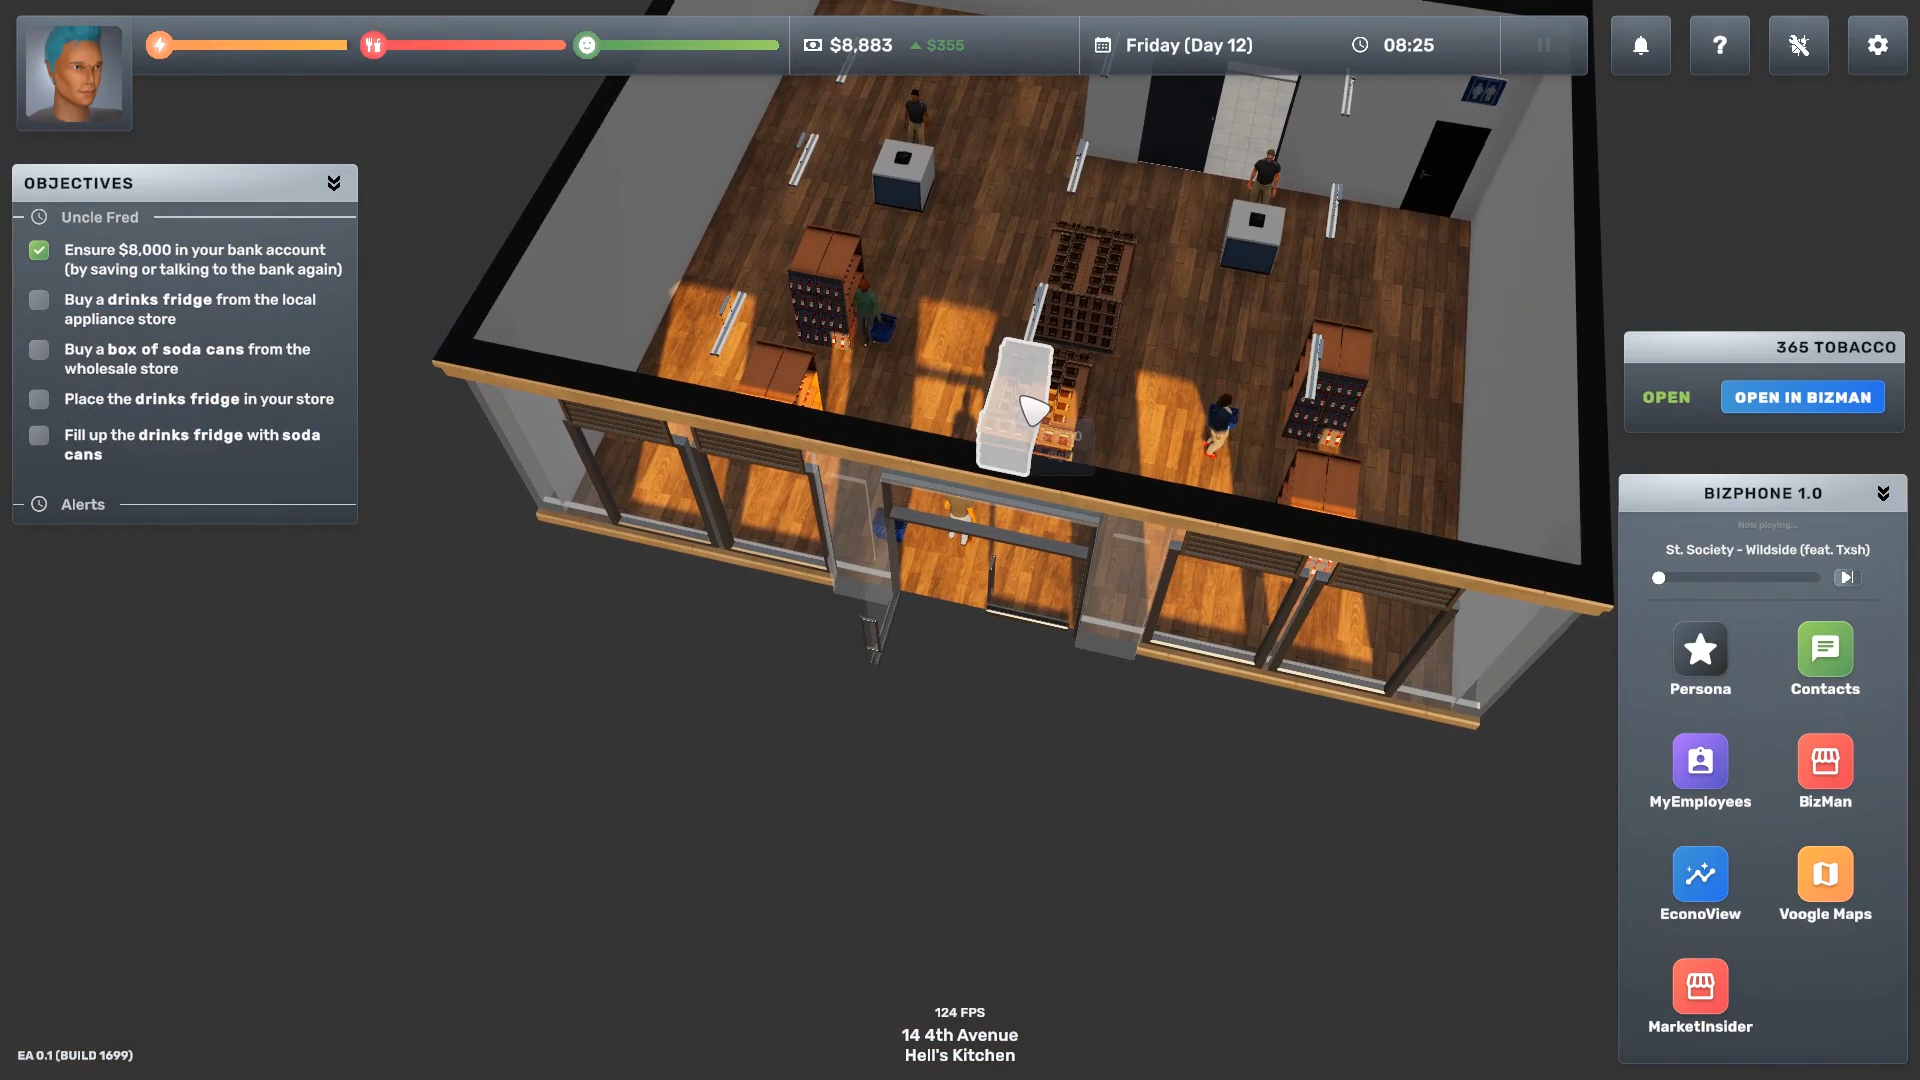 $8,883
$355
Friday (Day 12)
08:25
?
OBJECTIVES
Uncle Fred
Ensure $8,000 in your bank account
(by saving or talking to the bank again)
Buy a drinks fridge from the local
appliance store
Buy a box of soda cans from the
wholesale store
Place the drinks fridge in your store
Fill up the drinks fridge with soda
cans
Alerts
365 TOBACCO
OPEN
OPEN IN BIZMAN
BIZPHONE 1.0
Now playing...
St. Society - Wildside (feat. Txsh)
Persona
Contacts
MyEmployees
BizMan
EconoView
Voogle Maps
MarketInsider
124 FPS
14 4th Avenue
Hell's Kitchen
EA 0.1 (BUILD 1699)